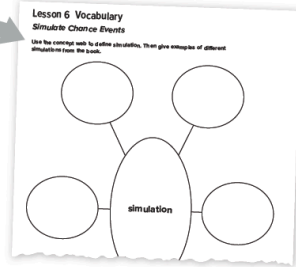 Lesson 6 Vocabulary
Simulate Chance Events
Use the concept web to define simulation. Then give examples of different
simulations from the book.
simulation